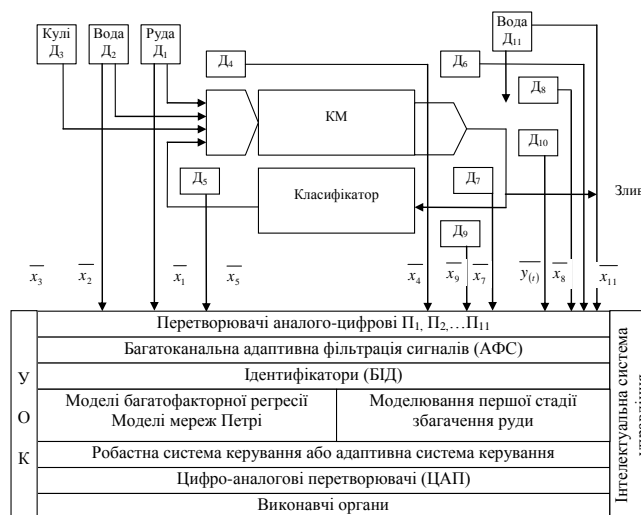 Кулі
Д3
Вода
Д2
Руда
Д1
Д4
Д6
Вода
Д11
Д8
КМ
Д10
Д5
Класифікатор
Д7
Злив
Д9
x3
x2
x1
x5
x4
x9
x7
y(t)
x8
x11
Перетворювачі аналого-цифрові П1, П2,…П11
Багатоканальна адаптивна фільтрація сигналів (АФС)
Ідентифікатори (БІД)
Моделі багатофакторної регресії
Моделі мереж Петрі
Моделювання першої стадії
збагачення руди
Робастна система керування або адаптивна система керування
Цифро-аналогові перетворювачі (ЦАП)
Виконавчі органи
У
О
К
Інтелектуальна система